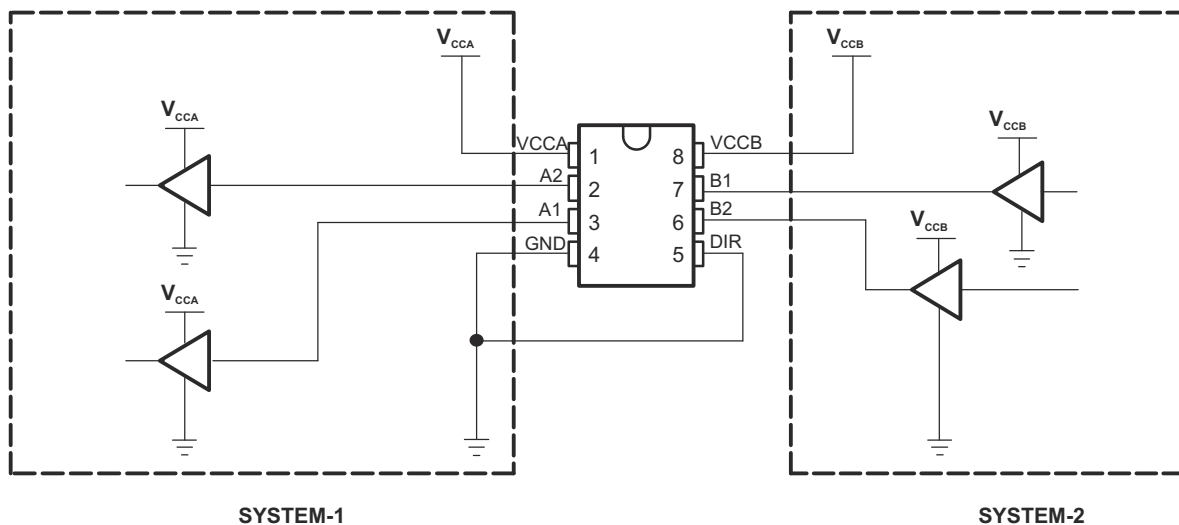 VCCA
VCCB
VCCA
VCCB
VCCA 1 8 VCCB
A2 2 7 B1
A1 3 6 B2
VCCB
GND 4 5 DIR
VCCA
SYSTEM-1 SYSTEM-2